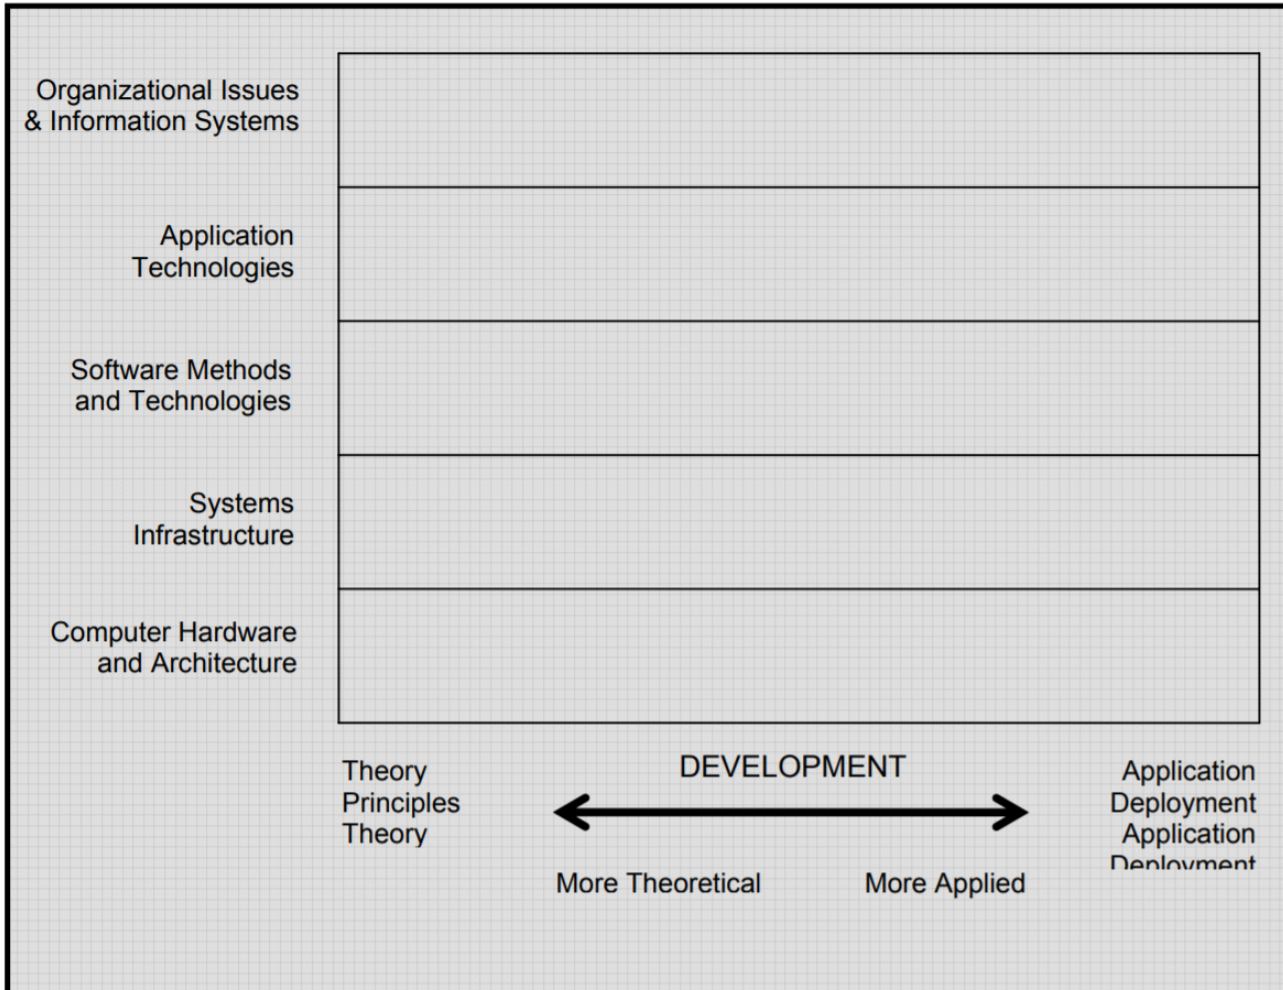 Organizational Issues
& Information Systems
Application
Technologies
Software Methods
and Technologies
Systems
Infrastructure
Computer Hardware
and Architecture
Theory
Principles
Theory
DEVELOPMENT
More Theoretical
More Applied
Application
Deployment
Application
Deployment